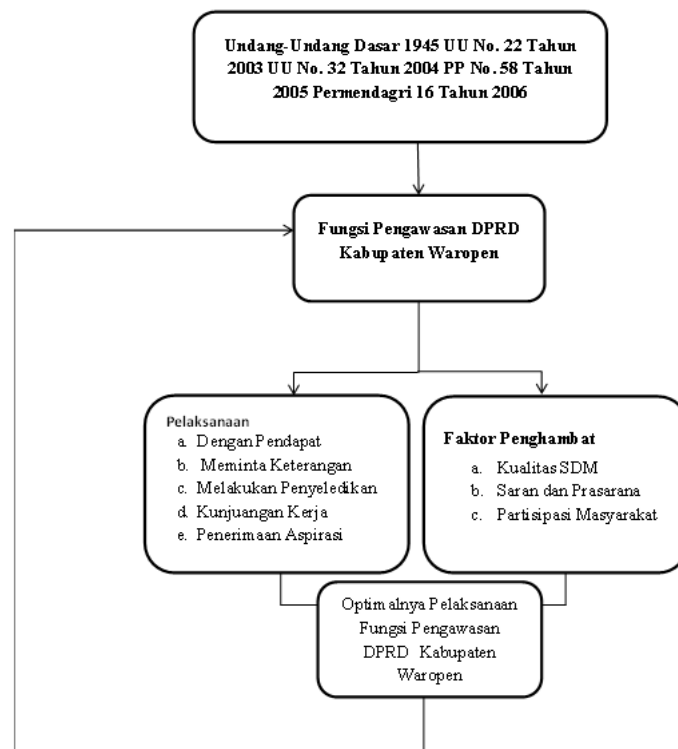 Undang-Undang Dasar 1945 UU No. 22 Tahun
2003 UU No. 32 Tahun 2004 PP No. 58 Tahun
2005 Permendagri 16 Tahun 2006
Fungsi Pengawasan DPRD
Kabupaten Waropen
Pelaksanaan
a. Dengan Pendapat
b. Meminta Keterangan
c. Melakukan Penyeledikan
d. Kunjuangan Kerja
e. Penerimaan Aspirasi
Faktor Penghambat
a. Kualitas SDM
b. Saran dan Prasarana
c. Partisipasi Masyarakat
Optimalnya Pelaksanaan
Fungsi Pengawasan
DPRD Kabupaten
Waropen